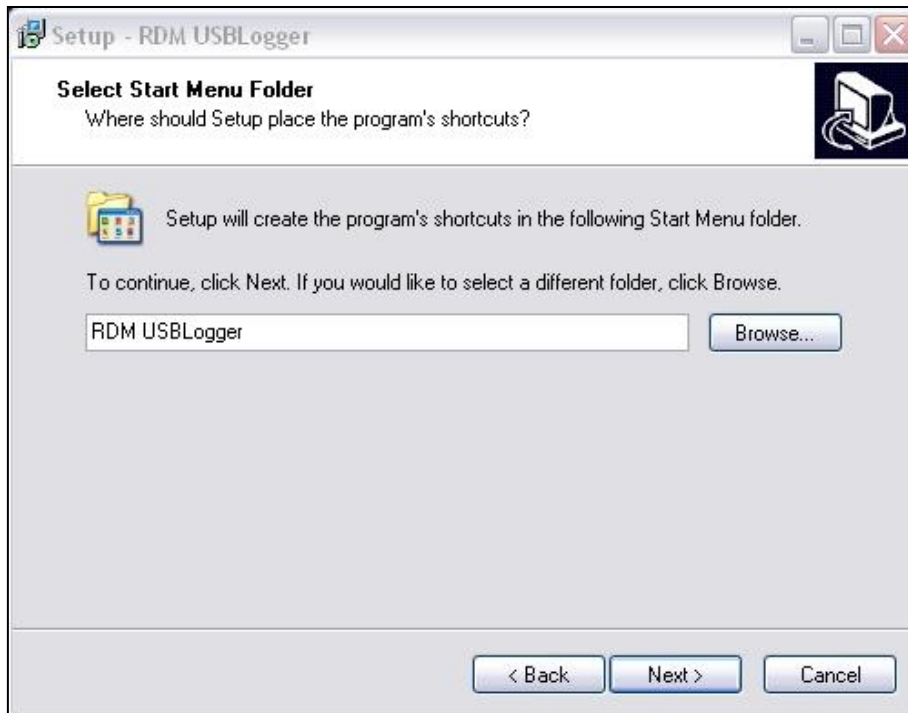 Setup - RDM USBLogger
Select Start Menu Folder
Where should Setup place the program's shortcuts?
Setup will create the program's shortcuts in the following Start Menu folder.
To continue, click Next. If you would like to select a different folder, click Browse.
RDM USBLogger
Browse...
< Back
Next >
Cancel